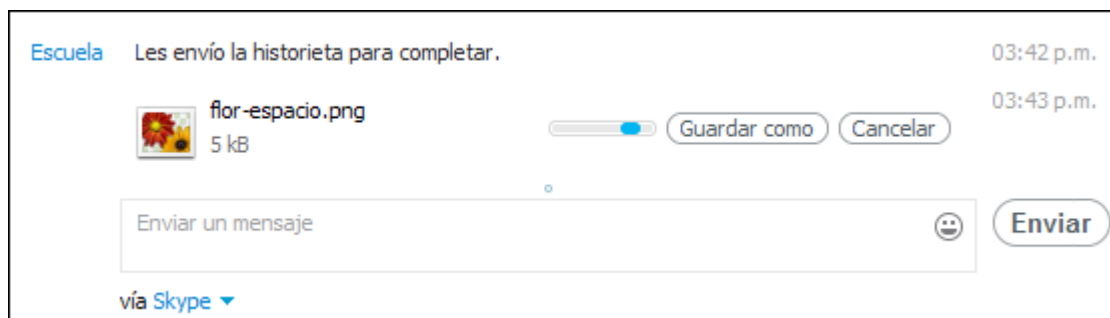 Escuela Les envío la historieta para completar. 03:42 p.m.
flor-espacio.png 03:43 p.m.
5 kB Guardar como Cancelar
Enviar un mensaje Enviar
vía Skype